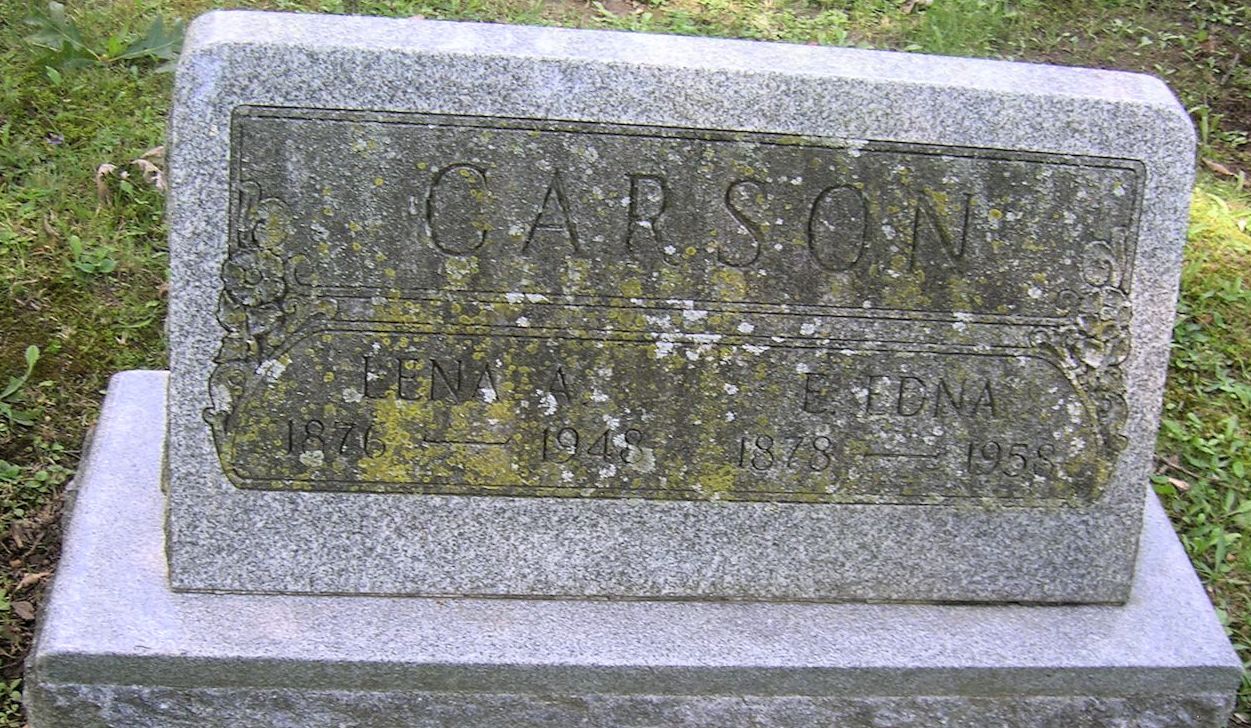 CARSON
LENA A. E. EDNA
1876 — 1948 1878 — 1958